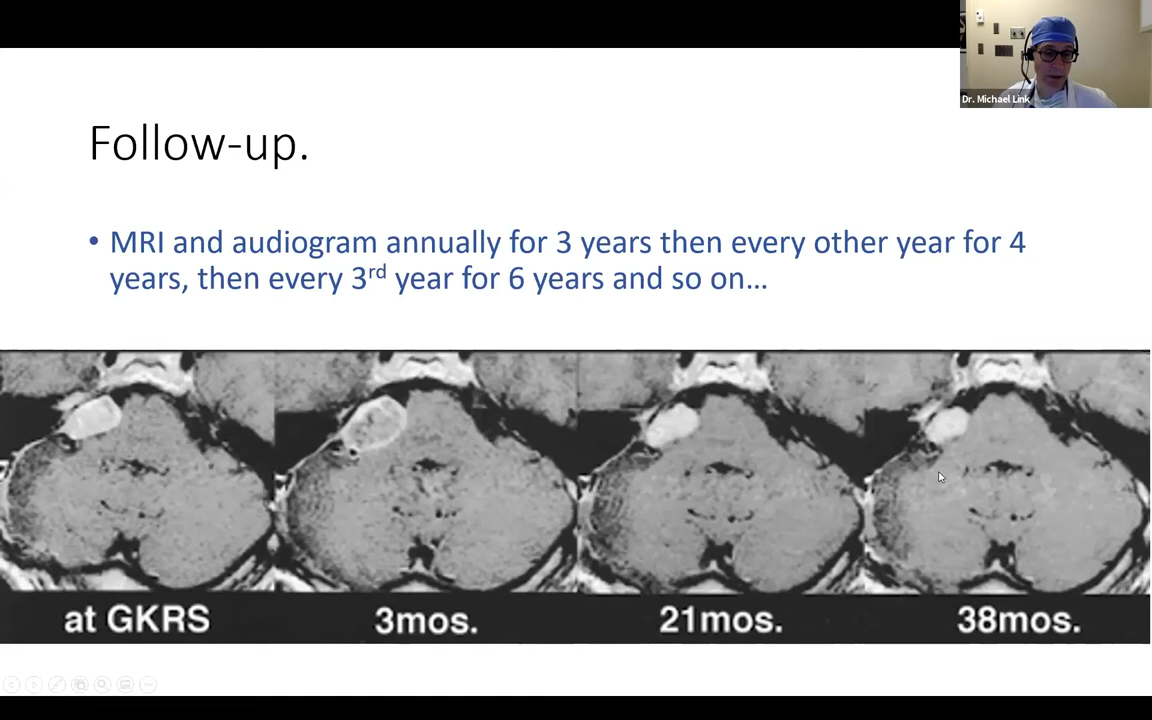 Dr. Michael Link
Follow-up.
• MRI and audiogram annually for 3 years then every other year for 4
years, then every 3rd year for 6 years and so on...
at GKRS
3mos.
21mos.
38mos.